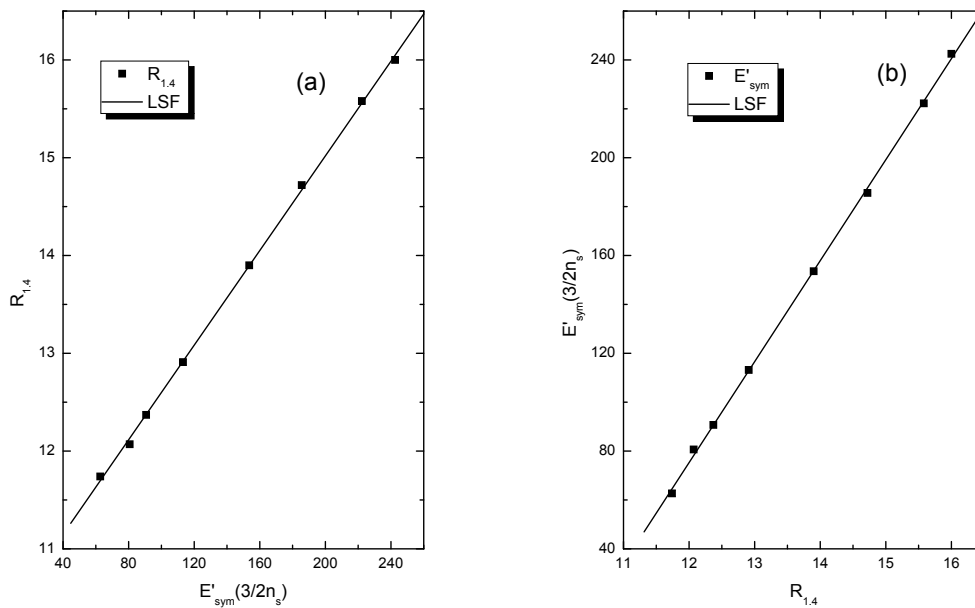 16
15
14
13
12
11
R1.4
R1.4
LSF
(a)
40 80 120 160 200 240
E'sym(3/2ns)
240
200
160
120
80
40
E'sym(3/2ns)
E'sym
LSF
(b)
11 12 13 14 15 16
R1.4